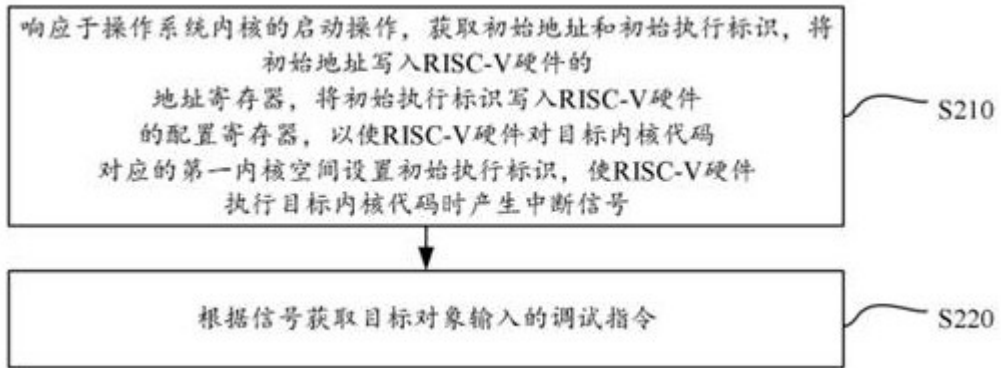 响应于操作系统内核的启动操作，获取初始地址和初始执行标识，将
初始地址写入RISC-V硬件的
地址寄存器，将初始执行标识写入RISC-V硬件
的配置寄存器，以使RISC-V硬件对目标内核代码
对应的第一内核空间设置初始执行标识，使RISC-V硬件
执行目标内核代码时产生中断信号
S210
根据信号获取目标对象输入的调试指令
S220